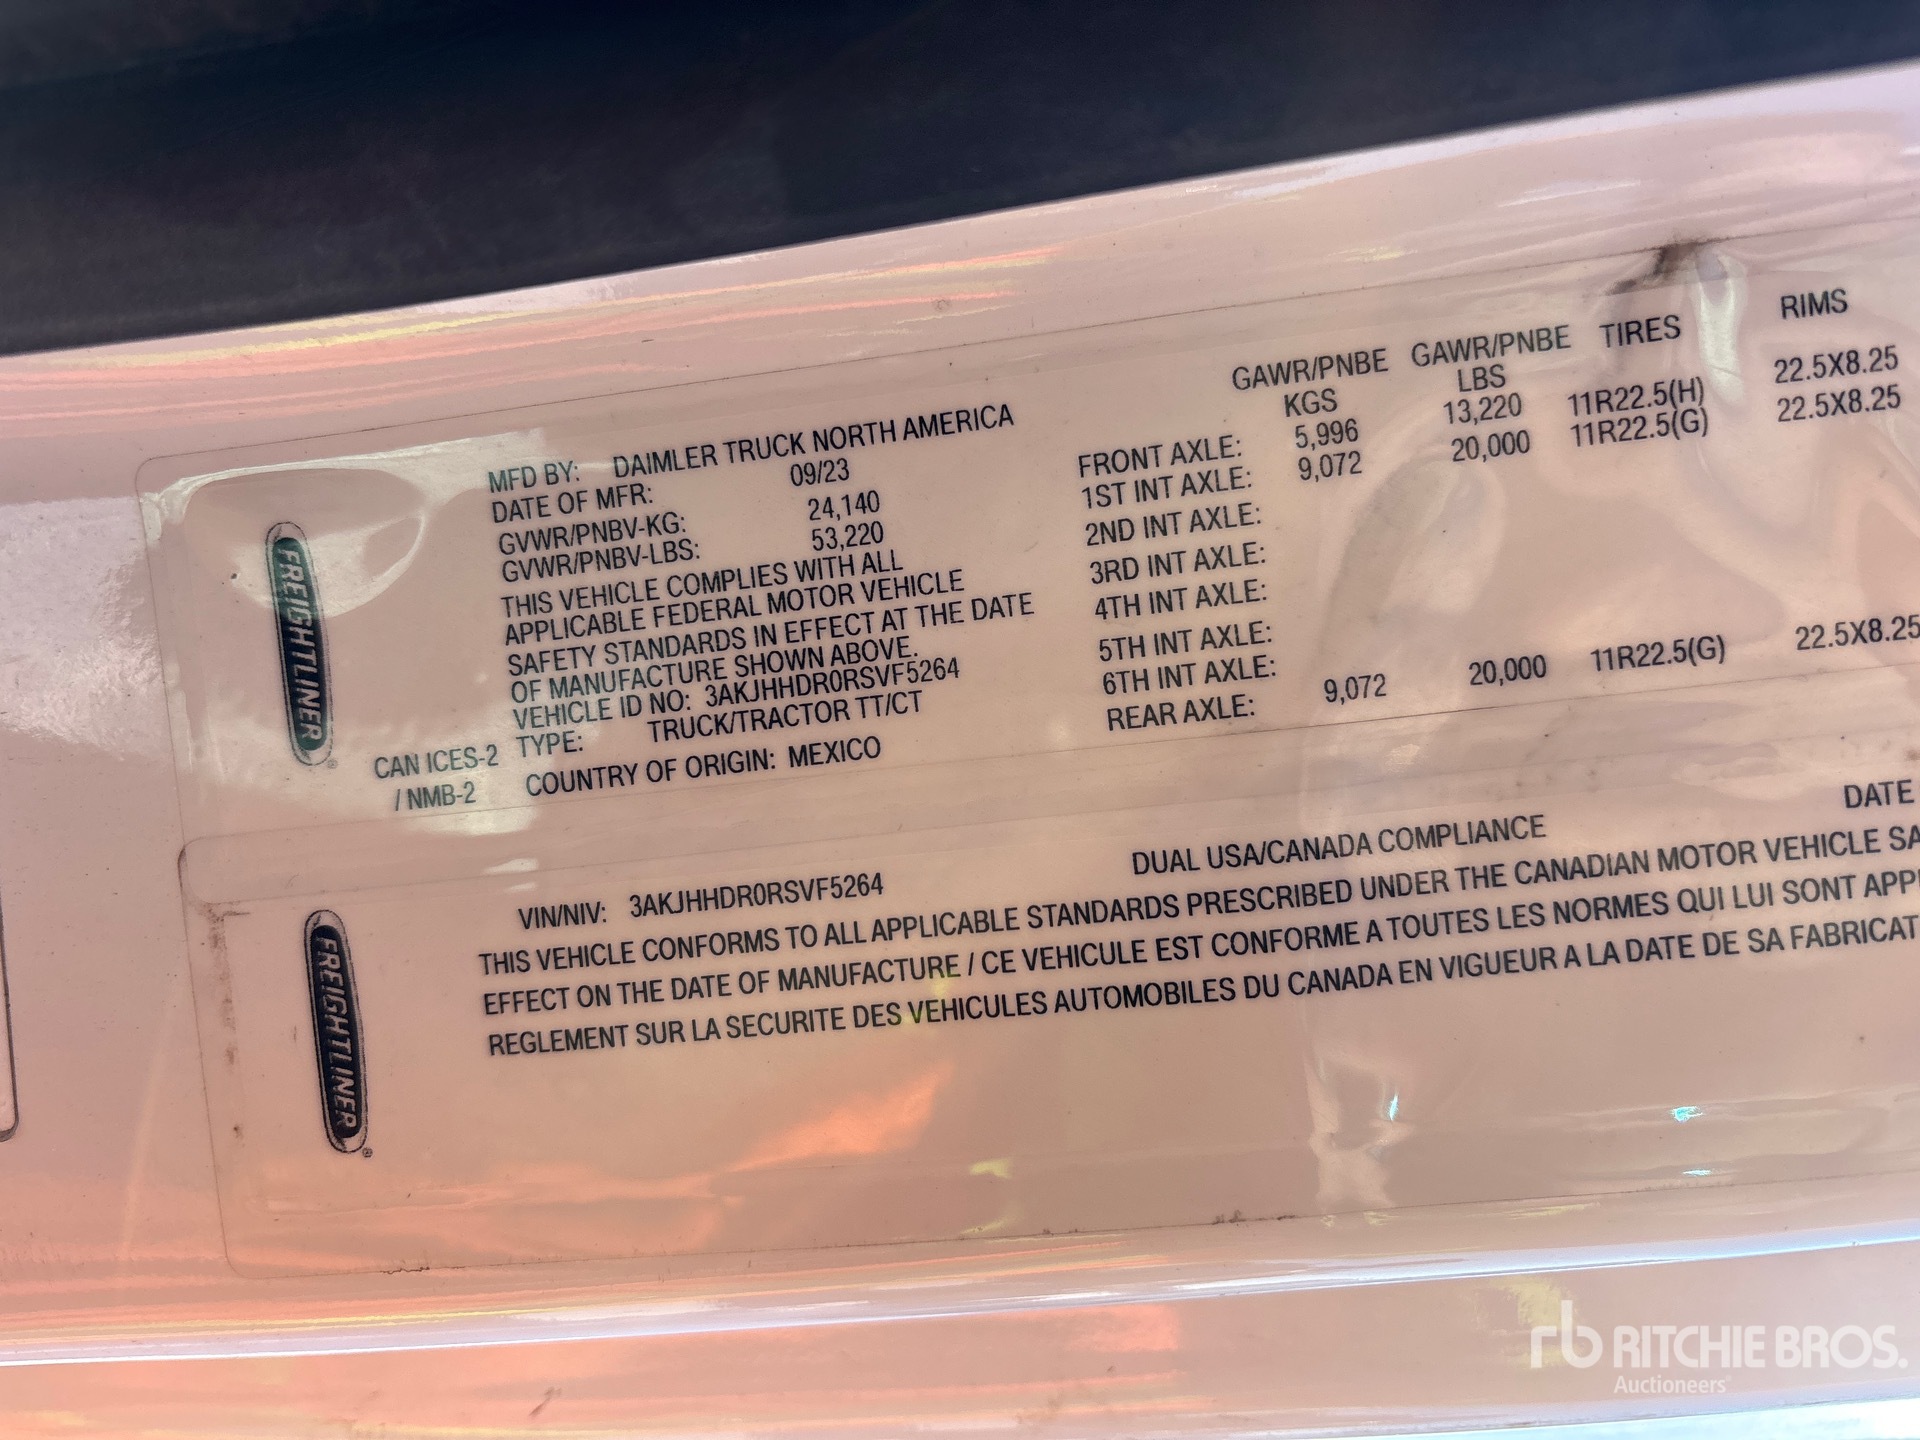 FREIGHTLINER®
CAN ICES-2
/ NMB-2
MFD BY: DAIMLER TRUCK NORTH AMERICA
DATE OF MFR: 09/23
GVWR/PNBV-KG: 24,140
GVWR/PNBV-LBS: 53,220
THIS VEHICLE COMPLIES WITH ALL
APPLICABLE FEDERAL MOTOR VEHICLE
SAFETY STANDARDS IN EFFECT AT THE DATE
OF MANUFACTURE SHOWN ABOVE.
VEHICLE ID NO: 3AKJHHDR0RSVF5264
TYPE: TRUCK/TRACTOR TT/CT
COUNTRY OF ORIGIN: MEXICO
GAWR/PNBE GAWR/PNBE TIRES RIMS
KGS LBS
FRONT AXLE: 5,996 13,220 11R22.5(H) 22.5X8.25
1ST INT AXLE: 9,072 20,000 11R22.5(G) 22.5X8.25
2ND INT AXLE:
3RD INT AXLE:
4TH INT AXLE:
5TH INT AXLE:
6TH INT AXLE:
REAR AXLE: 9,072 20,000 11R22.5(G) 22.5X8.25
FREIGHTLINER®
VIN/NIV: 3AKJHHDR0RSVF5264 DUAL USA/CANADA COMPLIANCE DATE
THIS VEHICLE CONFORMS TO ALL APPLICABLE STANDARDS PRESCRIBED UNDER THE CANADIAN MOTOR VEHICLE SA
EFFECT ON THE DATE OF MANUFACTURE / CE VEHICULE EST CONFORME A TOUTES LES NORMES QUI LUI SONT APPL
REGLEMENT SUR LA SECURITE DES VEHICULES AUTOMOBILES DU CANADA EN VIGUEUR A LA DATE DE SA FABRICAT
rb RITCHIE BROS.
Auctioneers